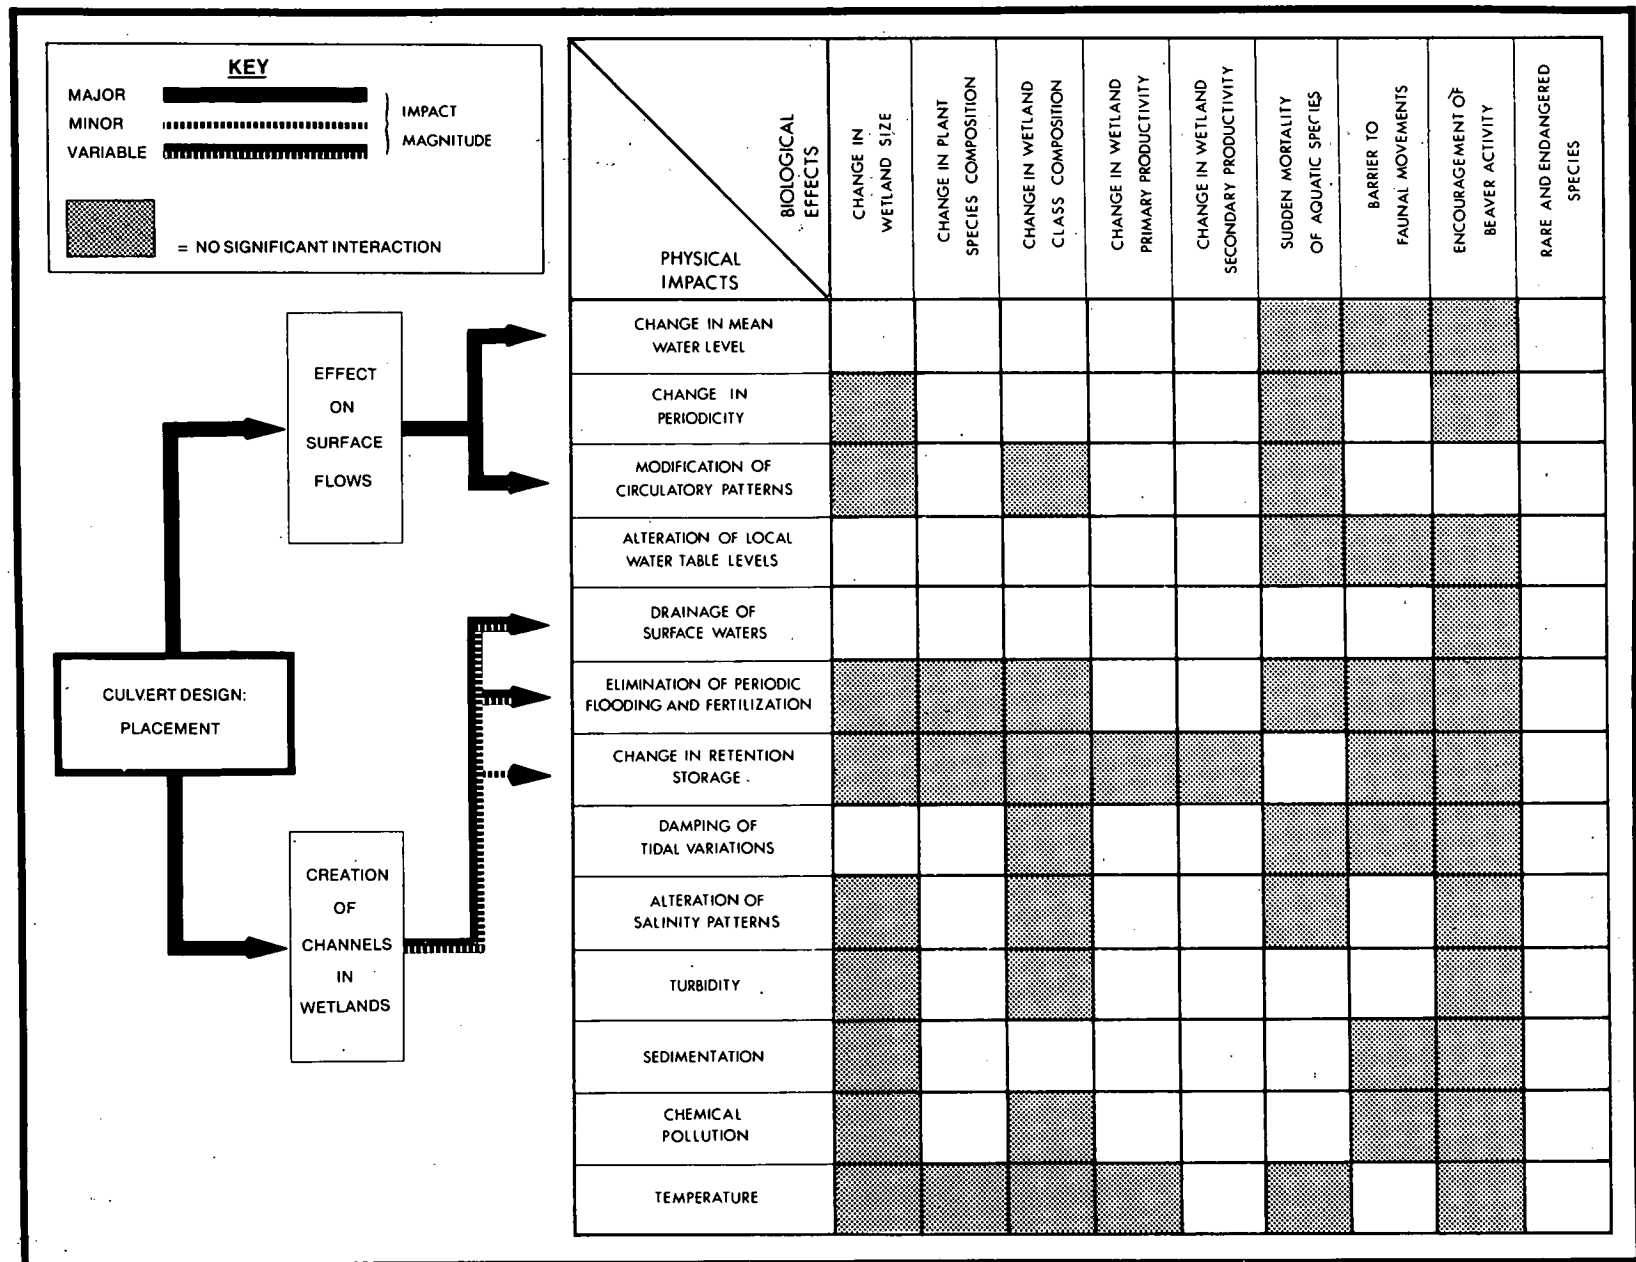 KEY
MAJOR
MINOR
VARIABLE
IMPACT
MAGNITUDE
= NO SIGNIFICANT INTERACTION
BIOLOGICAL
EFFECTS
PHYSICAL
IMPACTS
CHANGE IN
WETLAND SIZE
CHANGE IN PLANT
SPECIES COMPOSITION
CHANGE IN WETLAND
CLASS COMPOSITION
CHANGE IN WETLAND
PRIMARY PRODUCTIVITY
CHANGE IN WETLAND
SECONDARY PRODUCTIVITY
SUDDEN MORTALITY
OF AQUATIC SPECIES
BARRIER TO
FAUNAL MOVEMENTS
ENCOURAGEMENT OF
BEAVER ACTIVITY
RARE AND ENDANGERED
SPECIES
CHANGE IN MEAN
WATER LEVEL
CHANGE IN
PERIODICITY
MODIFICATION OF
CIRCULATORY PATTERNS
ALTERATION OF LOCAL
WATER TABLE LEVELS
DRAINAGE OF
SURFACE WATERS
ELIMINATION OF PERIODIC
FLOODING AND FERTILIZATION
CHANGE IN RETENTION
STORAGE
DAMPING OF
TIDAL VARIATIONS
ALTERATION OF
SALINITY PATTERNS
TURBIDITY
SEDIMENTATION
CHEMICAL
POLLUTION
TEMPERATURE
EFFECT
ON
SURFACE
FLOWS
CULVERT DESIGN:
PLACEMENT
CREATION
OF
CHANNELS
IN
WETLANDS